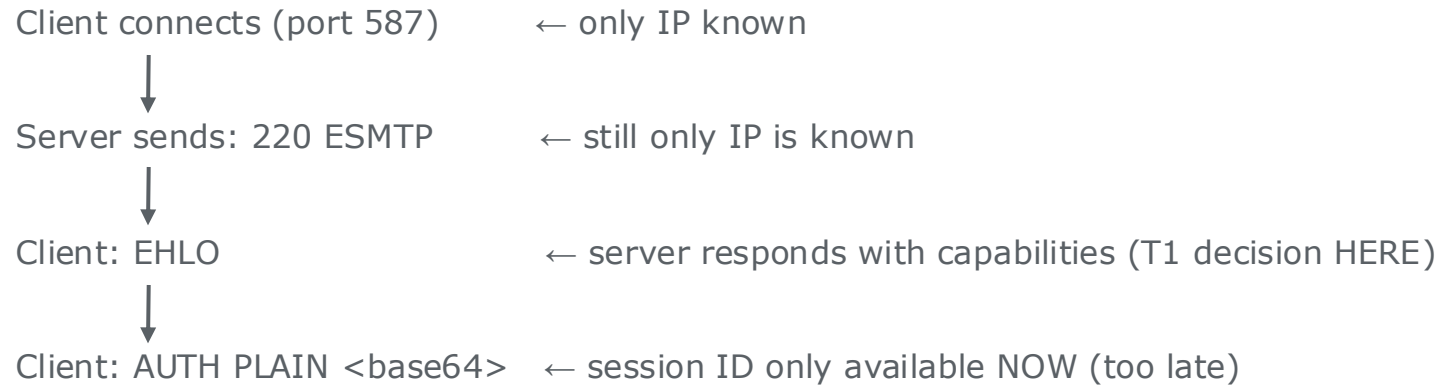 Client connects (port 587) ← only IP known
Server sends: 220 ESMTP ← still only IP is known
Client: EHLO ← server responds with capabilities (T1 decision HERE)
Client: AUTH PLAIN <base64> ← session ID only available NOW (too late)